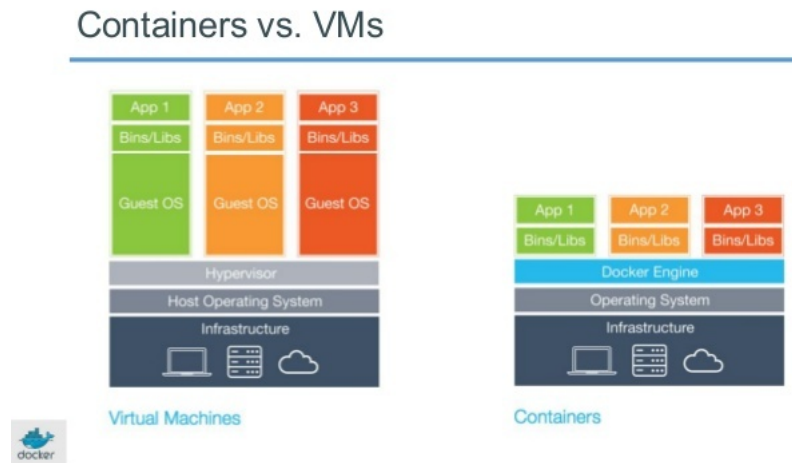 Containers vs. VMs
App 1 App 2 App 3
Bins/Libs Bins/Libs Bins/Libs
Guest OS Guest OS Guest OS
Hypervisor
Host Operating System
Infrastructure
Virtual Machines
App 1 App 2 App 3
Bins/Libs Bins/Libs Bins/Libs
Docker Engine
Operating System
Infrastructure
Containers
docker